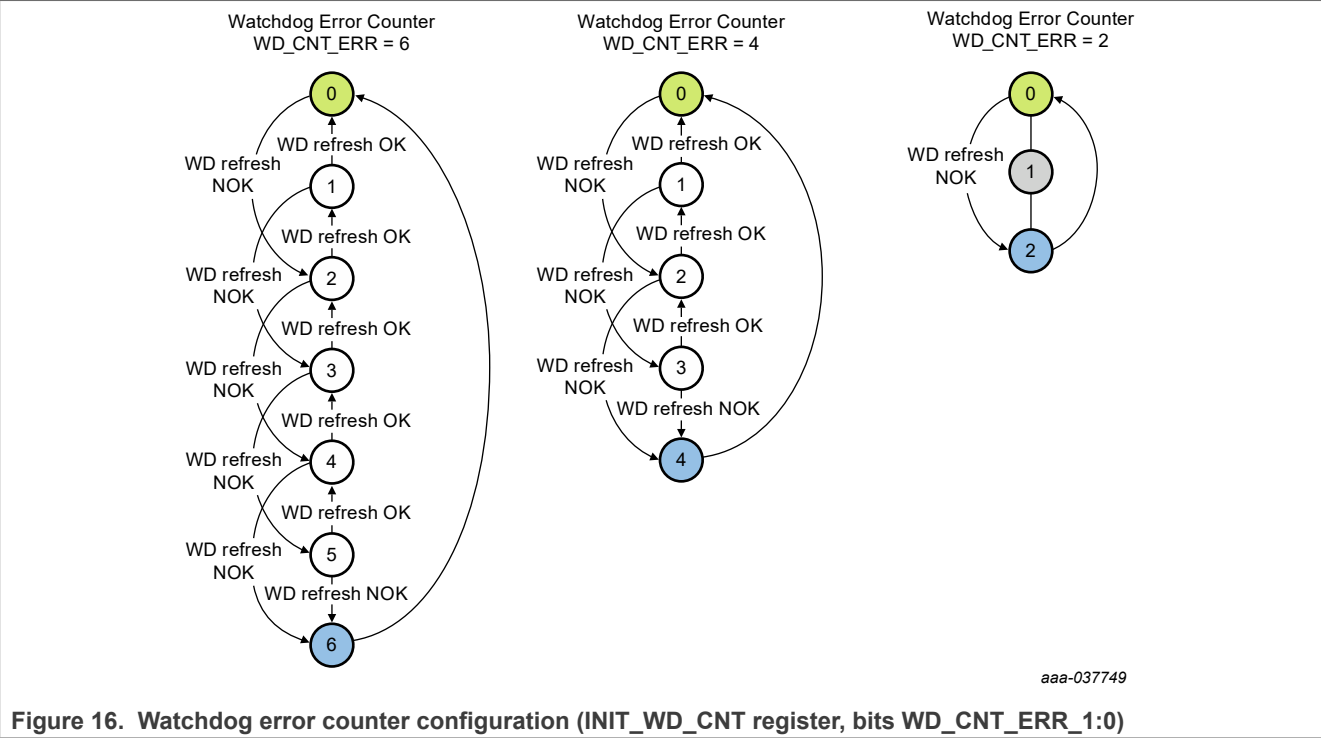 Watchdog Error Counter
WD_CNT_ERR = 6
0
WD refresh OK
WD refresh
NOK
1
WD refresh OK
WD refresh
NOK
2
WD refresh OK
WD refresh
NOK
3
WD refresh OK
WD refresh
NOK
4
WD refresh OK
WD refresh
NOK
5
WD refresh NOK
6
Watchdog Error Counter
WD_CNT_ERR = 4
0
WD refresh OK
WD refresh
NOK
1
WD refresh OK
WD refresh
NOK
2
WD refresh OK
WD refresh
NOK
3
WD refresh NOK
4
Watchdog Error Counter
WD_CNT_ERR = 2
0
WD refresh
NOK
1
2
aaa-037749
Figure 16. Watchdog error counter configuration (INIT_WD_CNT register, bits WD_CNT_ERR_1:0)